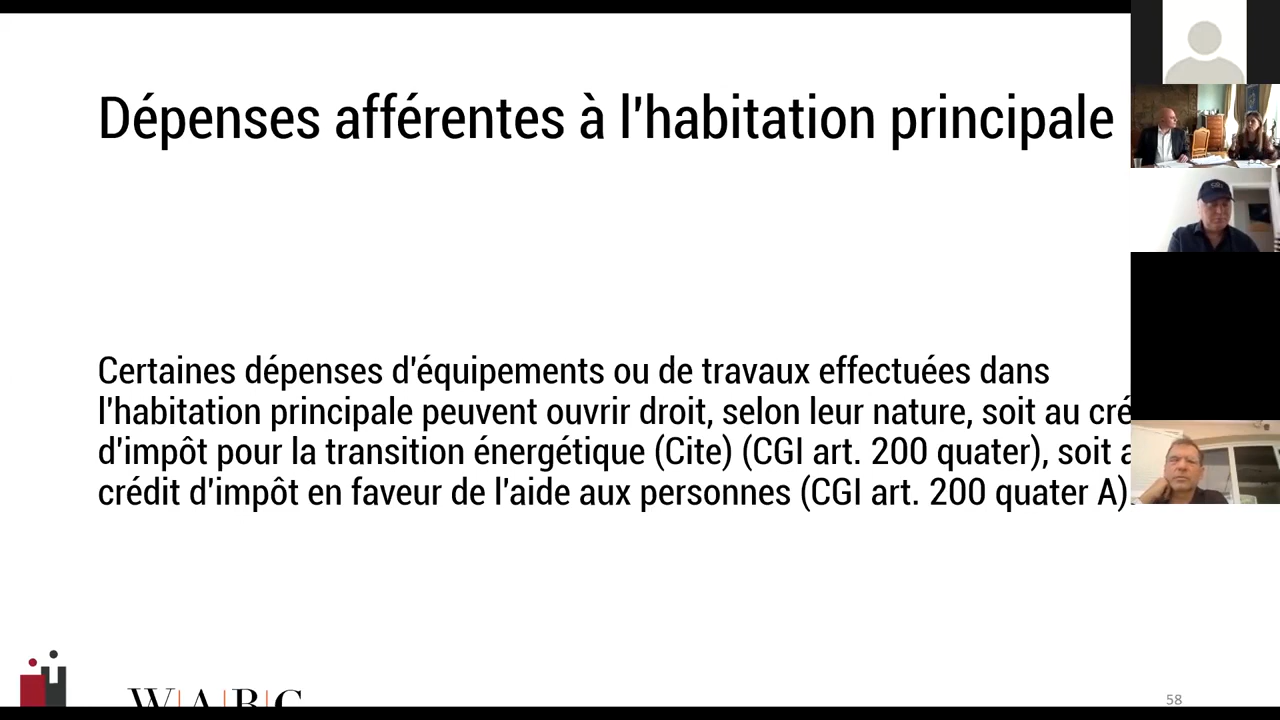 Dépenses afférentes à l'habitation principale
Certaines dépenses d'équipements ou de travaux effectuées dans
l'habitation principale peuvent ouvrir droit, selon leur nature, soit au cré
d'impôt pour la transition énergétique (Cite) (CGI art. 200 quater), soit a
crédit d'impôt en faveur de l'aide aux personnes (CGI art. 200 quater A).
W|A|B|C
58